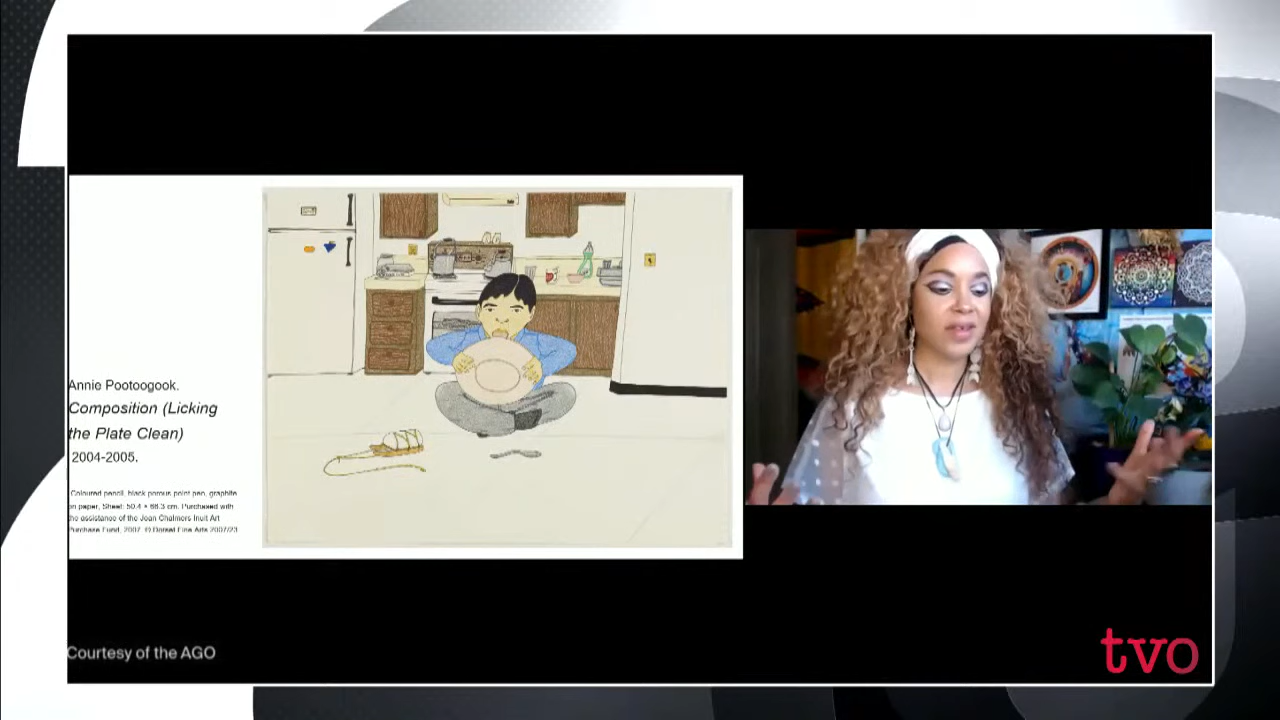 Annie Pootoogook.
Composition (Licking
the Plate Clean)
2004-2005.
Coloured pencil, black porous point pen, graphite
on paper, Sheet: 50.4 × 66.3 cm. Purchased with
the assistance of the Joan Chalmers Inuit Art
Purchase Fund, 2007. © Dorset Fine Arts 2007/23
Courtesy of the AGO
tvo